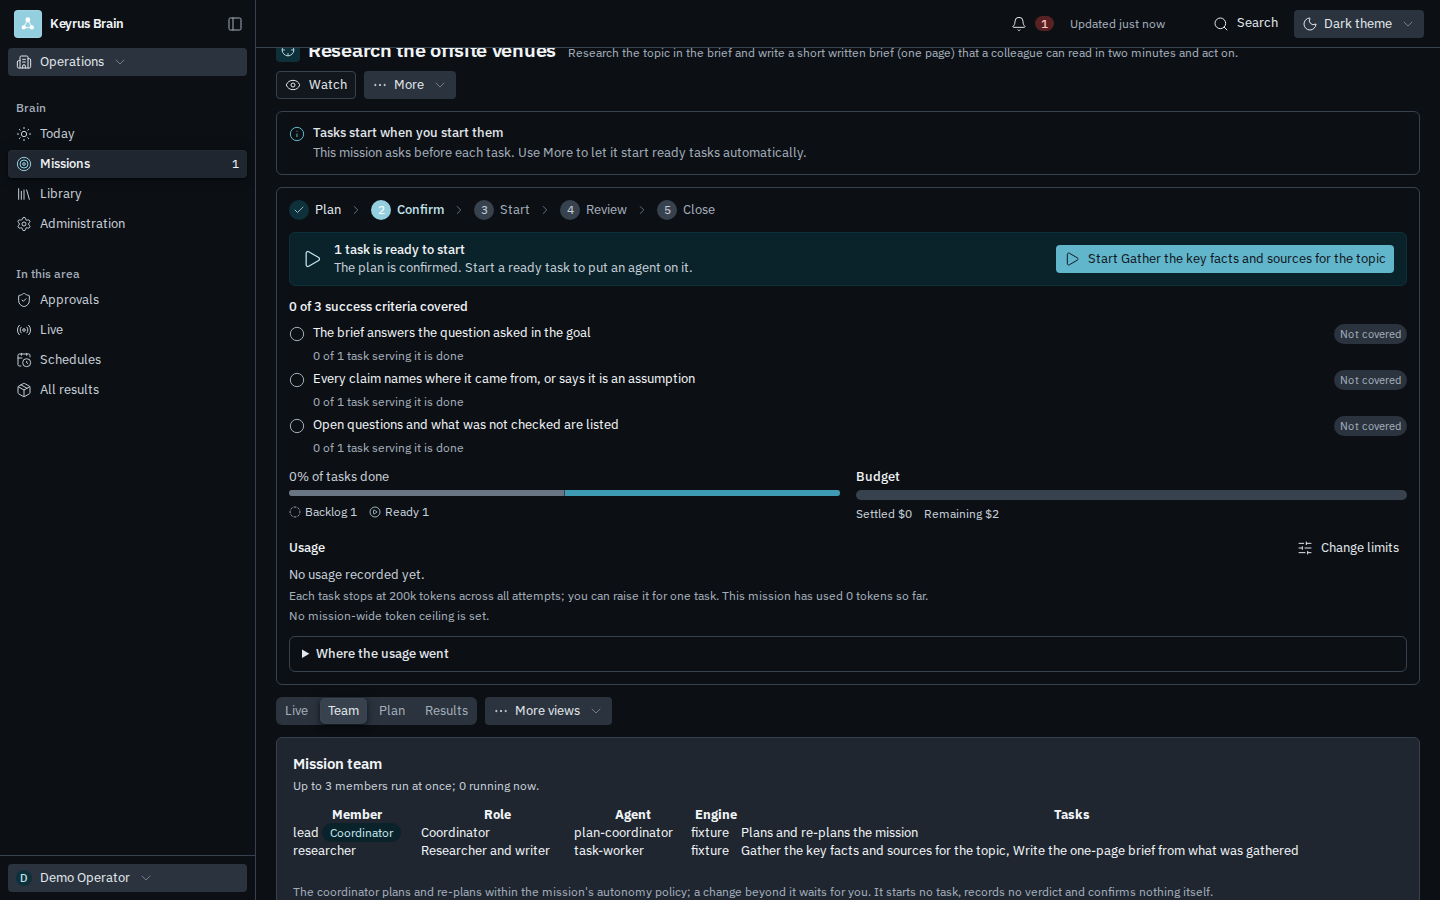 Keyrus Brain
1
Updated just now
Search
Dark theme
Operations
Brain
Today
Missions
1
Library
Administration
In this area
Approvals
Live
Schedules
All results
D
Demo Operator
Research the offsite venues
Research the topic in the brief and write a short written brief (one page) that a colleague can read in two minutes and act on.
Watch
More
Tasks start when you start them
This mission asks before each task. Use More to let it start ready tasks automatically.
Plan
2
Confirm
3
Start
4
Review
5
Close
1 task is ready to start
The plan is confirmed. Start a ready task to put an agent on it.
Start Gather the key facts and sources for the topic
0 of 3 success criteria covered
The brief answers the question asked in the goal
Not covered
0 of 1 task serving it is done
Every claim names where it came from, or says it is an assumption
Not covered
0 of 1 task serving it is done
Open questions and what was not checked are listed
Not covered
0 of 1 task serving it is done
0% of tasks done
Backlog 1
Ready 1
Budget
Settled $0
Remaining $2
Usage
Change limits
No usage recorded yet.
Each task stops at 200k tokens across all attempts; you can raise it for one task. This mission has used 0 tokens so far.
No mission-wide token ceiling is set.
Where the usage went
Live
Team
Plan
Results
More views
Mission team
Up to 3 members run at once; 0 running now.
Member Role Agent Engine Tasks
lead Coordinator Coordinator plan-coordinator fixture Plans and re-plans the mission
researcher Researcher and writer task-worker fixture Gather the key facts and sources for the topic, Write the one-page brief from what was gathered
The coordinator plans and re-plans within the mission's autonomy policy; a change beyond it waits for you. It starts no task, records no verdict and confirms nothing itself.